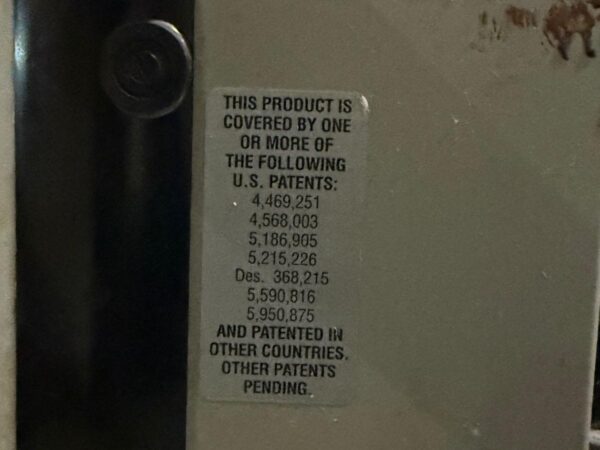 THIS PRODUCT IS
COVERED BY ONE
OR MORE OF
THE FOLLOWING
U.S. PATENTS:
4,469,251
4,568,003
5,186,905
5,215,226
Des. 368,215
5,590,816
5,950,875
AND PATENTED IN
OTHER COUNTRIES.
OTHER PATENTS
PENDING.